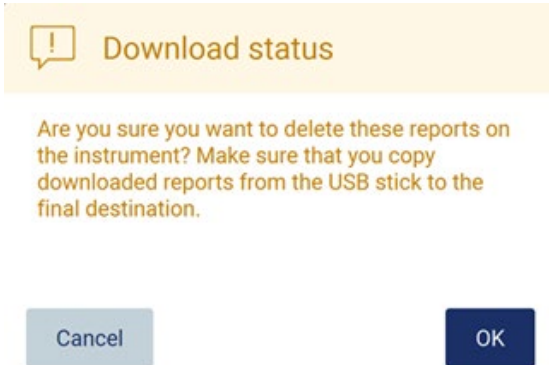 Download status
Are you sure you want to delete these reports on
the instrument? Make sure that you copy
downloaded reports from the USB stick to the
final destination.
Cancel
OK